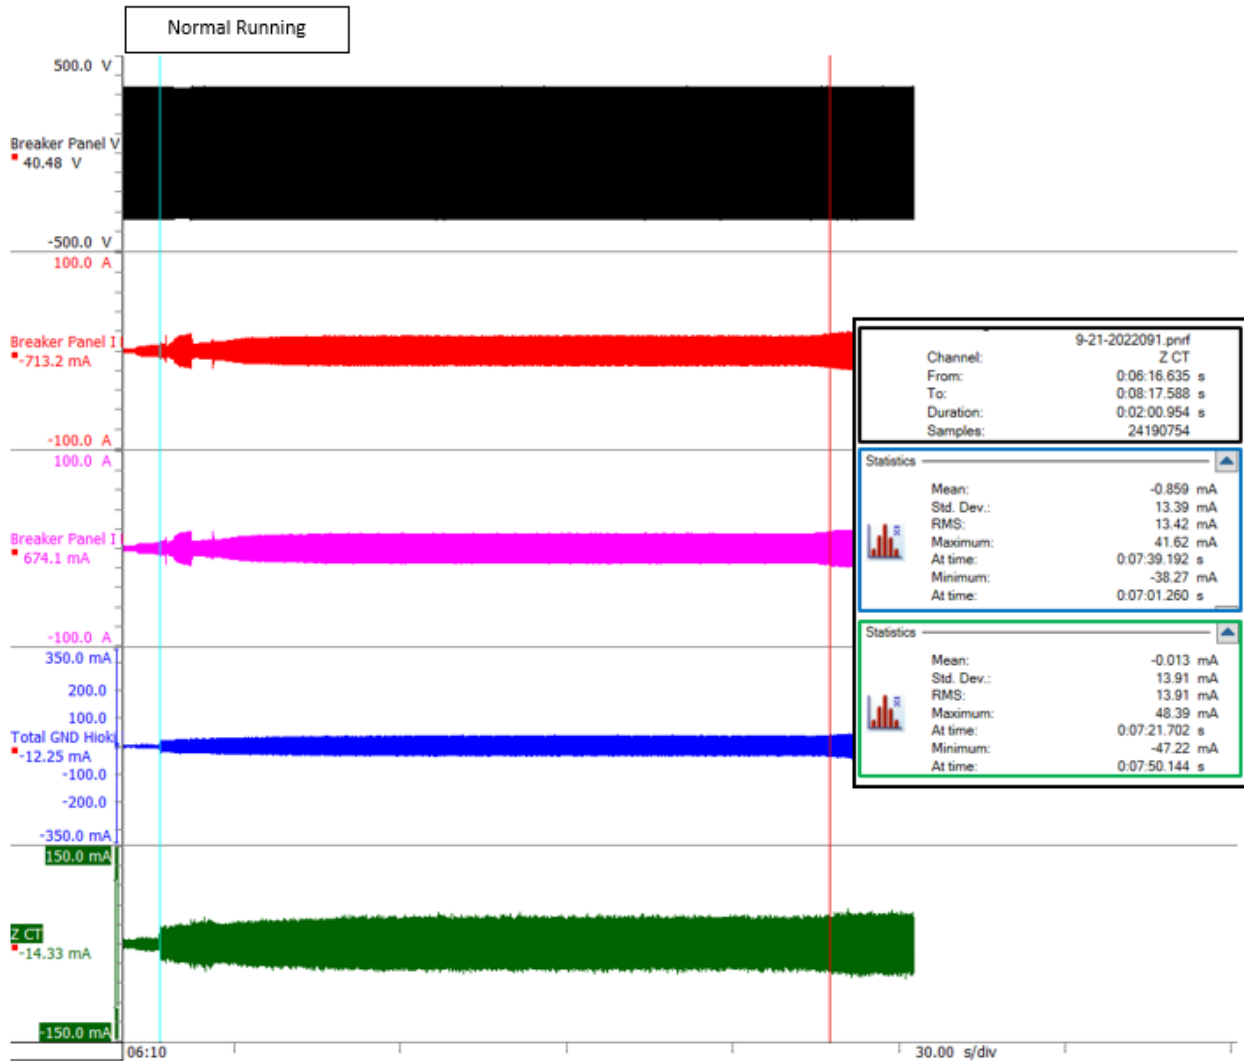 Normal Running
500.0 V
Breaker Panel V
40.48 V
-500.0 V
100.0 A
Breaker Panel I
-713.2 mA
-100.0 A
100.0 A
Breaker Panel I
674.1 mA
-100.0 A
350.0 mA
200.0
100.0
Total GND Hioki
-12.25 mA
-100.0
-200.0
-350.0 mA
150.0 mA
Z CT
-14.33 mA
-150.0 mA
06:10
30.00 s/div
9-21-2022091.pnrf
Channel: Z CT
From: 0:06:16.635 s
To: 0:08:17.588 s
Duration: 0:02:00.954 s
Samples: 24190754
Statistics
Mean: -0.859 mA
Std. Dev.: 13.39 mA
RMS: 13.42 mA
Maximum: 41.62 mA
At time: 0:07:39.192 s
Minimum: -38.27 mA
At time: 0:07:01.260 s
Statistics
Mean: -0.013 mA
Std. Dev.: 13.91 mA
RMS: 13.91 mA
Maximum: 48.39 mA
At time: 0:07:21.702 s
Minimum: -47.22 mA
At time: 0:07:50.144 s